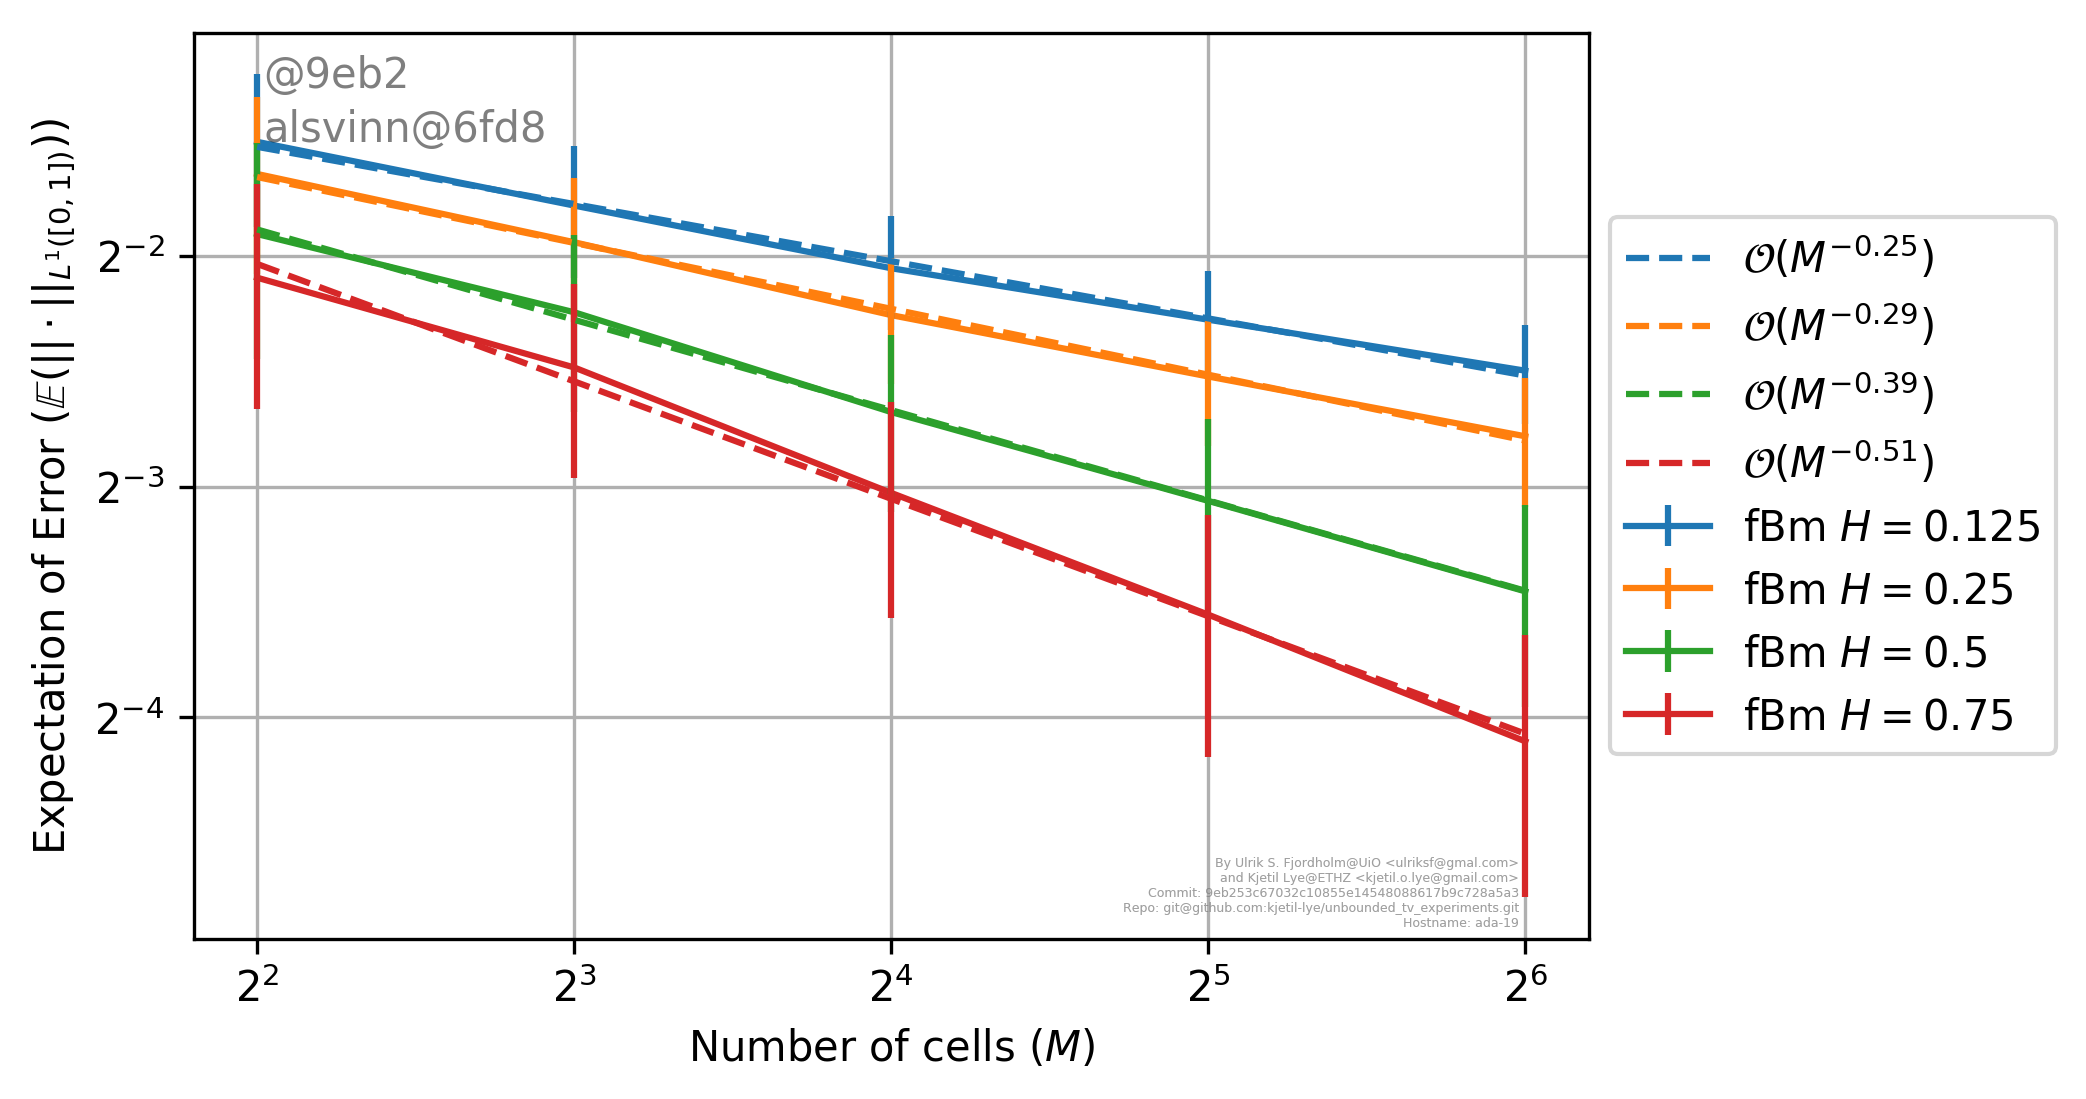 @9eb2
alsvinn@6fd8
Expectation of Error (𝔼(|| · ||_{L^1([0,1])}))
2^{-2}
2^{-3}
2^{-4}
2^2
2^3
2^4
2^5
2^6
Number of cells (M)
By Ulrik S. Fjordholm@UiO <ulriksf@gmal.com>
and Kjetil Lye@ETHZ <kjetil.o.lye@gmail.com>
Commit: 9eb253c67032c10855e14548088617b9c728a5a3
Repo: git@github.com:kjetil-lye/unbounded_tv_experiments.git
Hostname: ada-19
𝒪(M^{-0.25})
𝒪(M^{-0.29})
𝒪(M^{-0.39})
𝒪(M^{-0.51})
fBm H = 0.125
fBm H = 0.25
fBm H = 0.5
fBm H = 0.75